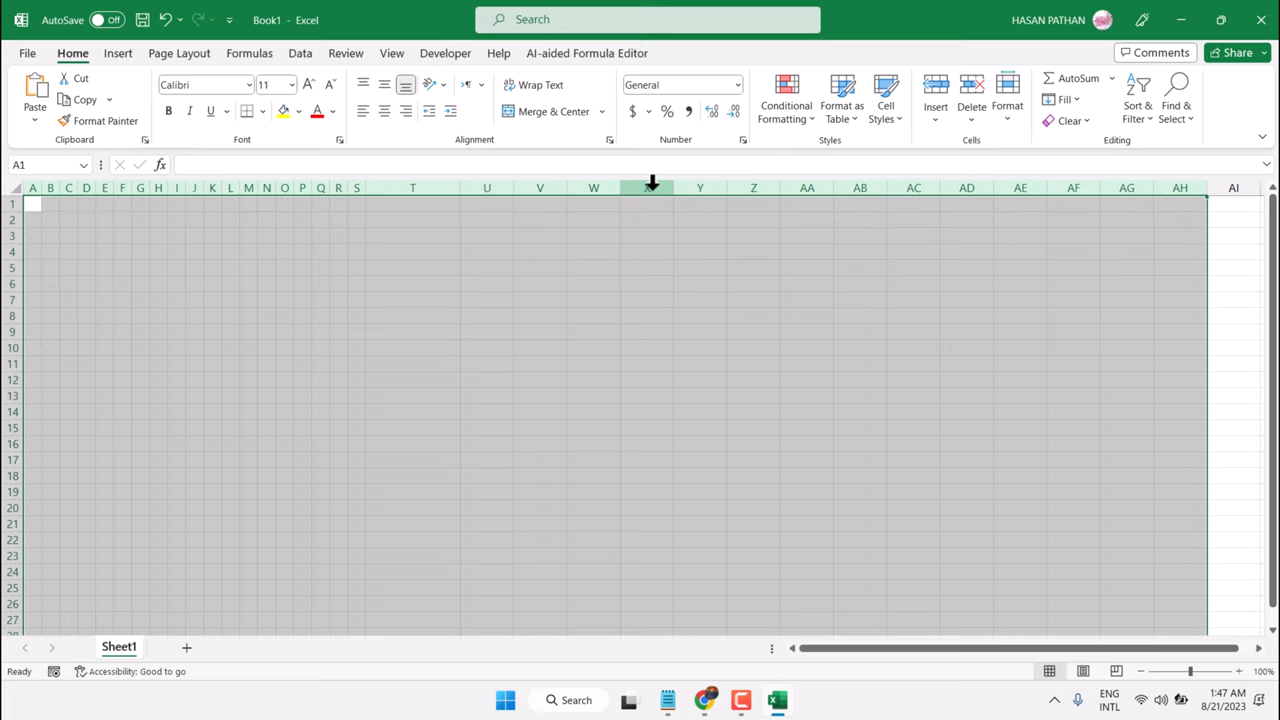 AutoSave Off Book1 - Excel Search HASAN PATHAN
File Home Insert Page Layout Formulas Data Review View Developer Help AI-aided Formula Editor Comments Share
Paste Cut Copy Format Painter Clipboard
Calibri 11 B I U A Font
Wrap Text Merge & Center Alignment
General $ % Number
Conditional Formatting Format as Table Cell Styles Styles
Insert Delete Format Cells
AutoSum Fill Clear Sort & Filter Find & Select Editing
A1 fx
A B C D E F G H I J K L M N O P Q R S T U V W Y Z AA AB AC AD AE AF AG AH AI
1
2
3
4
5
6
7
8
9
10
11
12
13
14
15
16
17
18
19
20
21
22
23
24
25
26
27
Sheet1
Ready Accessibility: Good to go 100%
Search ENG INTL 1:47 AM 8/21/2023